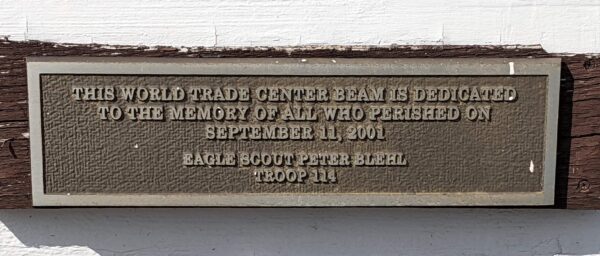 THIS WORLD TRADE CENTER BEAM IS DEDICATED
TO THE MEMORY OF ALL WHO PERISHED ON
SEPTEMBER 11, 2001
EAGLE SCOUT PETER BLEHL
TROOP 114